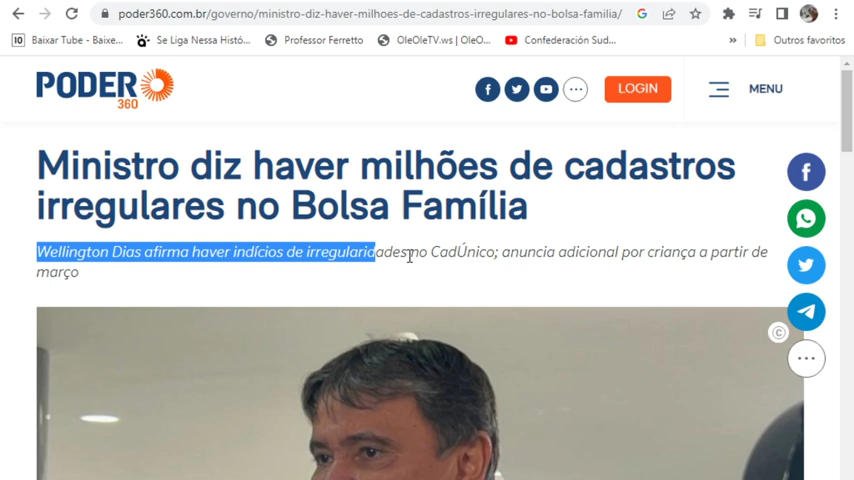 poder360.com.br/governo/ministro-diz-haver-milhoes-de-cadastros-irregulares-no-bolsa-familia/
Baixar Tube - Baixe... Se Liga Nessa Histó... Professor Ferretto OleOleTV.ws | OleO... Confederación Sud... » Outros favoritos
PODER
360
LOGIN
MENU
Ministro diz haver milhões de cadastros
irregulares no Bolsa Família
Wellington Dias afirma haver indícios de irregularidades no CadÚnico; anuncia adicional por criança a partir de
março